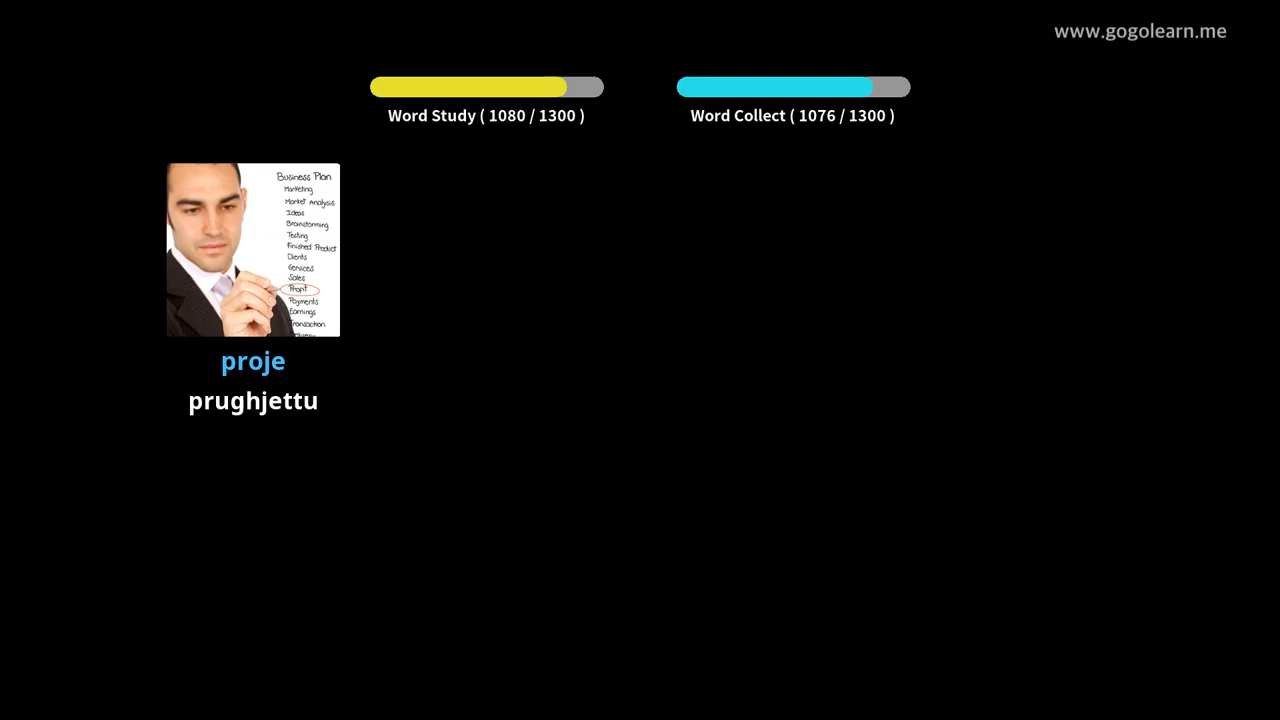 www.gogolearn.me
Word Study ( 1080 / 1300 )
Word Collect ( 1076 / 1300 )
Business Plan
Marketing
Market Analysis
Ideas
Brainstorming
Testing
Finished Product
Clients
Services
Sales
Profit
Payments
Earnings
Transaction
proje
prughjettu